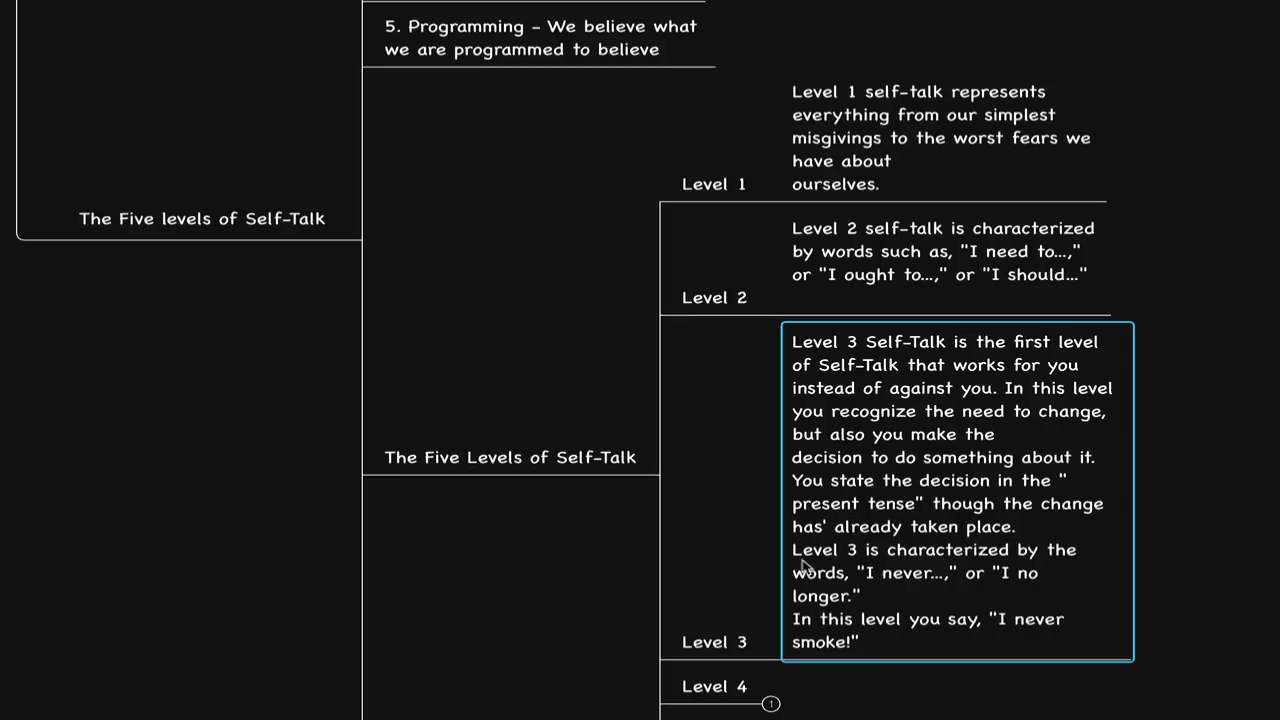 5. Programming - We believe what
we are programmed to believe
The Five levels of Self-Talk
The Five Levels of Self-Talk
Level 1
Level 1 self-talk represents
everything from our simplest
misgivings to the worst fears we
have about
ourselves.
Level 2
Level 2 self-talk is characterized
by words such as, "I need to...,"
or "I ought to...," or "I should..."
Level 3
Level 3 Self-Talk is the first level
of Self-Talk that works for you
instead of against you. In this level
you recognize the need to change,
but also you make the
decision to do something about it.
You state the decision in the "
present tense" though the change
has' already taken place.
Level 3 is characterized by the
words, "I never...," or "I no
longer."
In this level you say, "I never
smoke!"
Level 4
1